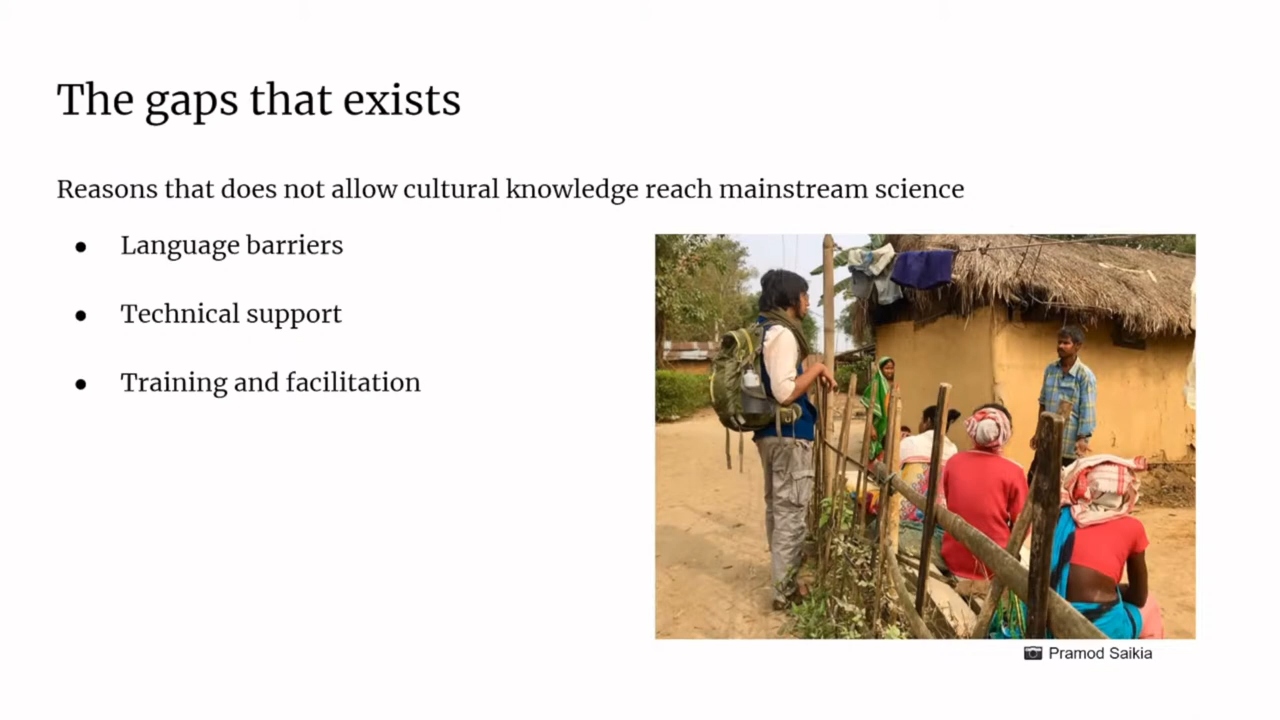 The gaps that exists
Reasons that does not allow cultural knowledge reach mainstream science
● Language barriers
● Technical support
● Training and facilitation
Pramod Saikia